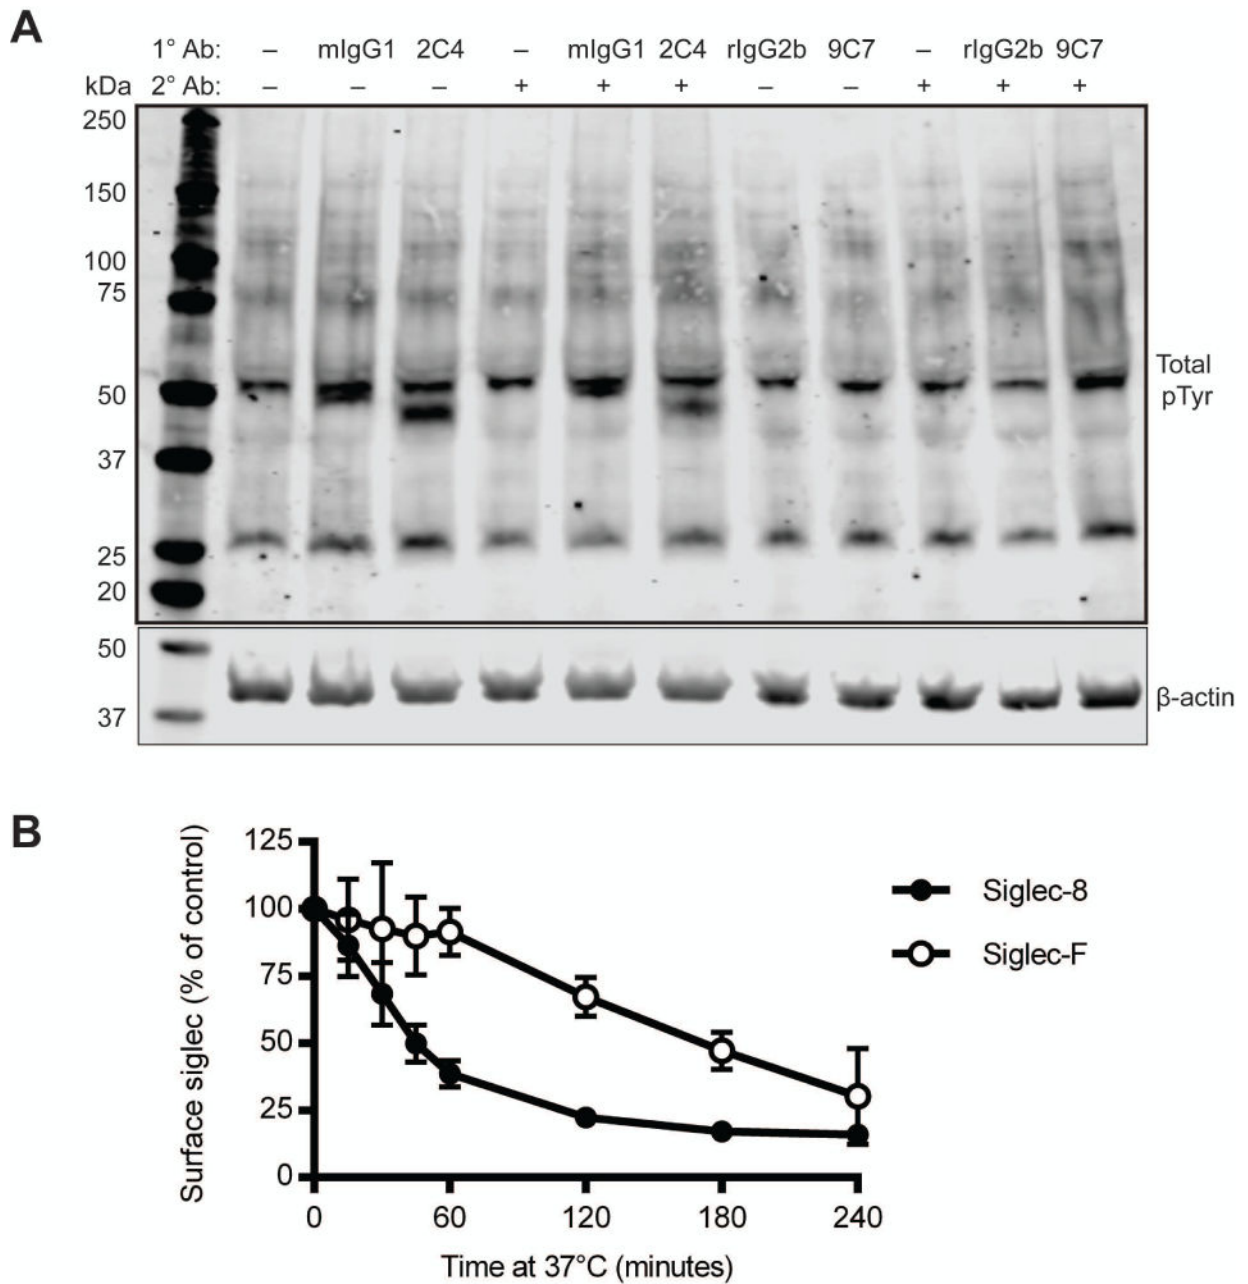 A
1° Ab: – mIgG1 2C4 – mIgG1 2C4 rIgG2b 9C7 – rIgG2b 9C7
kDa 2° Ab: – – – + + + – – + + +
250
150
100
75
50
37
25
20
Total
pTyr
50
37
β-actin
B
Surface siglec (% of control)
125
100
75
50
25
0
0 60 120 180 240
Time at 37°C (minutes)
Siglec-8
Siglec-F